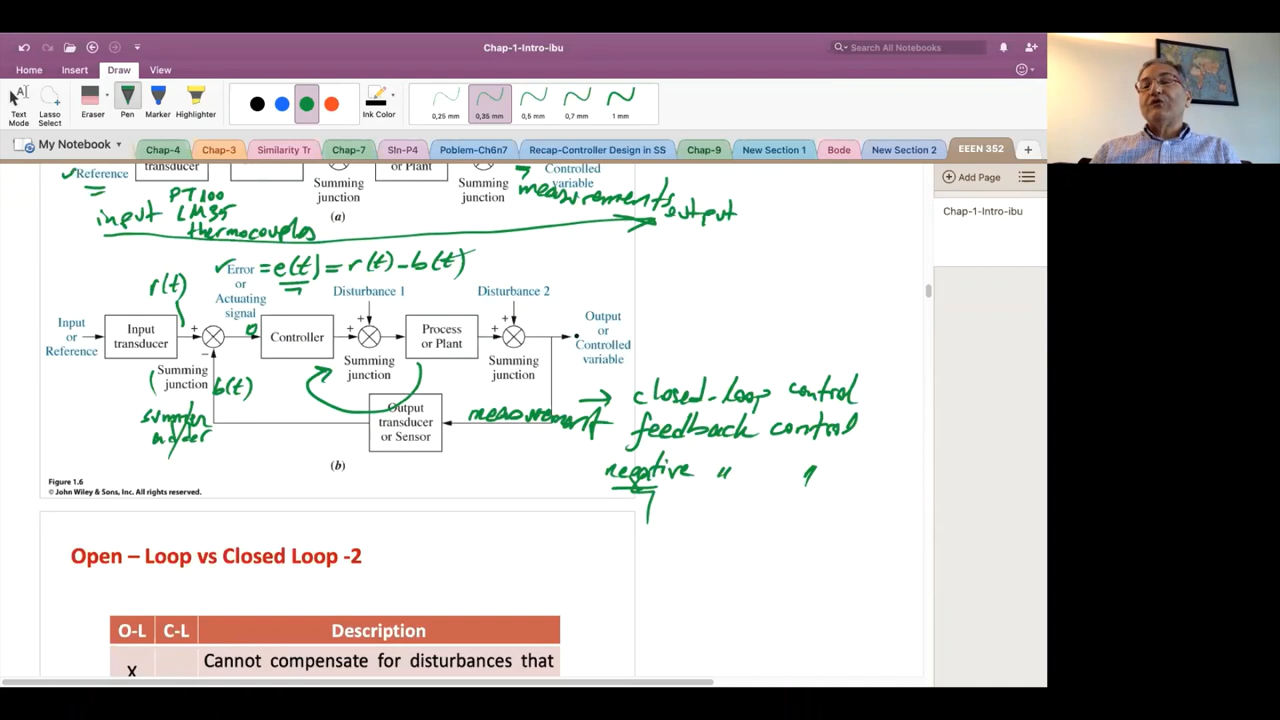 Chap-1-Intro-ibu
Search All Notebooks
Home Insert Draw View
Text Mode
Lasso Select
Eraser
Pen
Marker
Highlighter
Ink Color
0,25 mm
0,35 mm
0,5 mm
0,7 mm
1 mm
My Notebook
Chap-4
Chap-3
Similarity Tr
Chap-7
SIn-P4
Poblem-Ch6n7
Recap-Controller Design in SS
Chap-9
New Section 1
Bode
New Section 2
EEEN 352
Add Page
Chap-1-Intro-ibu
Reference
transducer
Summing
junction
or Plant
Summing
junction
Controlled
variable
(a)
input
PT100
LM35
thermocouples
measurements
output
Error
or
Actuating
signal
= e(t) = r(t) - b(t)
r(t)
Disturbance 1
Disturbance 2
Input
or
Reference
Input
transducer
+
−
Summing
junction
b(t)
Controller
+
+
Summing
junction
Process
or Plant
+
+
Summing
junction
Output
or
Controlled
variable
Output
transducer
or Sensor
measurement
summer
adder
→ closed-loop control
feedback control
negative " "
(b)
Figure 1.6
© John Wiley & Sons, Inc. All rights reserved.
Open – Loop vs Closed Loop -2
O-L C-L Description
X Cannot compensate for disturbances that